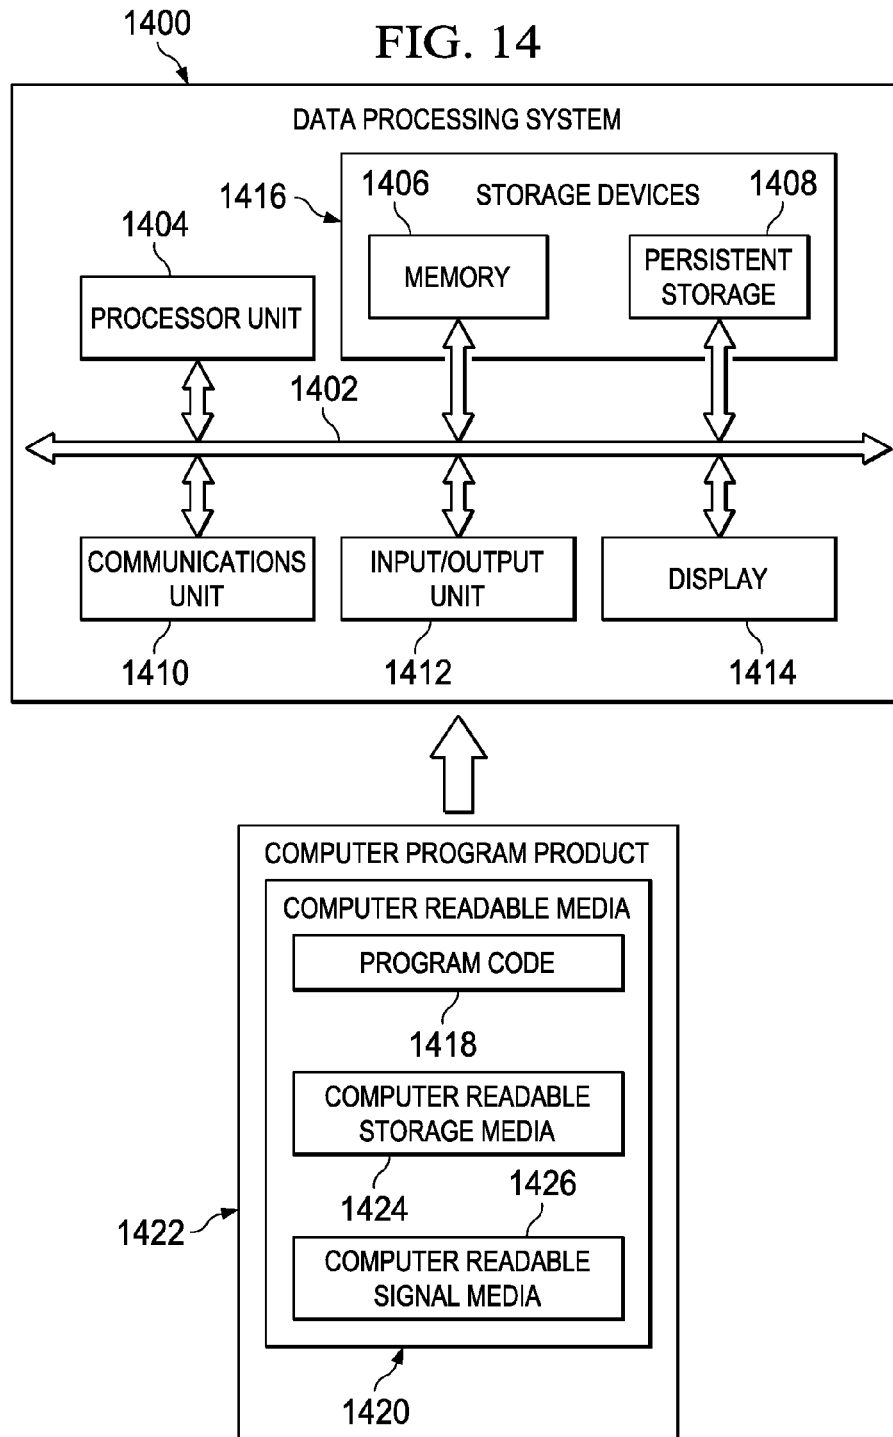 FIG. 14
1400
DATA PROCESSING SYSTEM
1416
1406
STORAGE DEVICES
1408
1404
MEMORY
PERSISTENT
STORAGE
PROCESSOR UNIT
1402
COMMUNICATIONS
UNIT
INPUT/OUTPUT
UNIT
DISPLAY
1410
1412
1414
COMPUTER PROGRAM PRODUCT
COMPUTER READABLE MEDIA
PROGRAM CODE
1418
COMPUTER READABLE
STORAGE MEDIA
1424
1426
1422
COMPUTER READABLE
SIGNAL MEDIA
1420